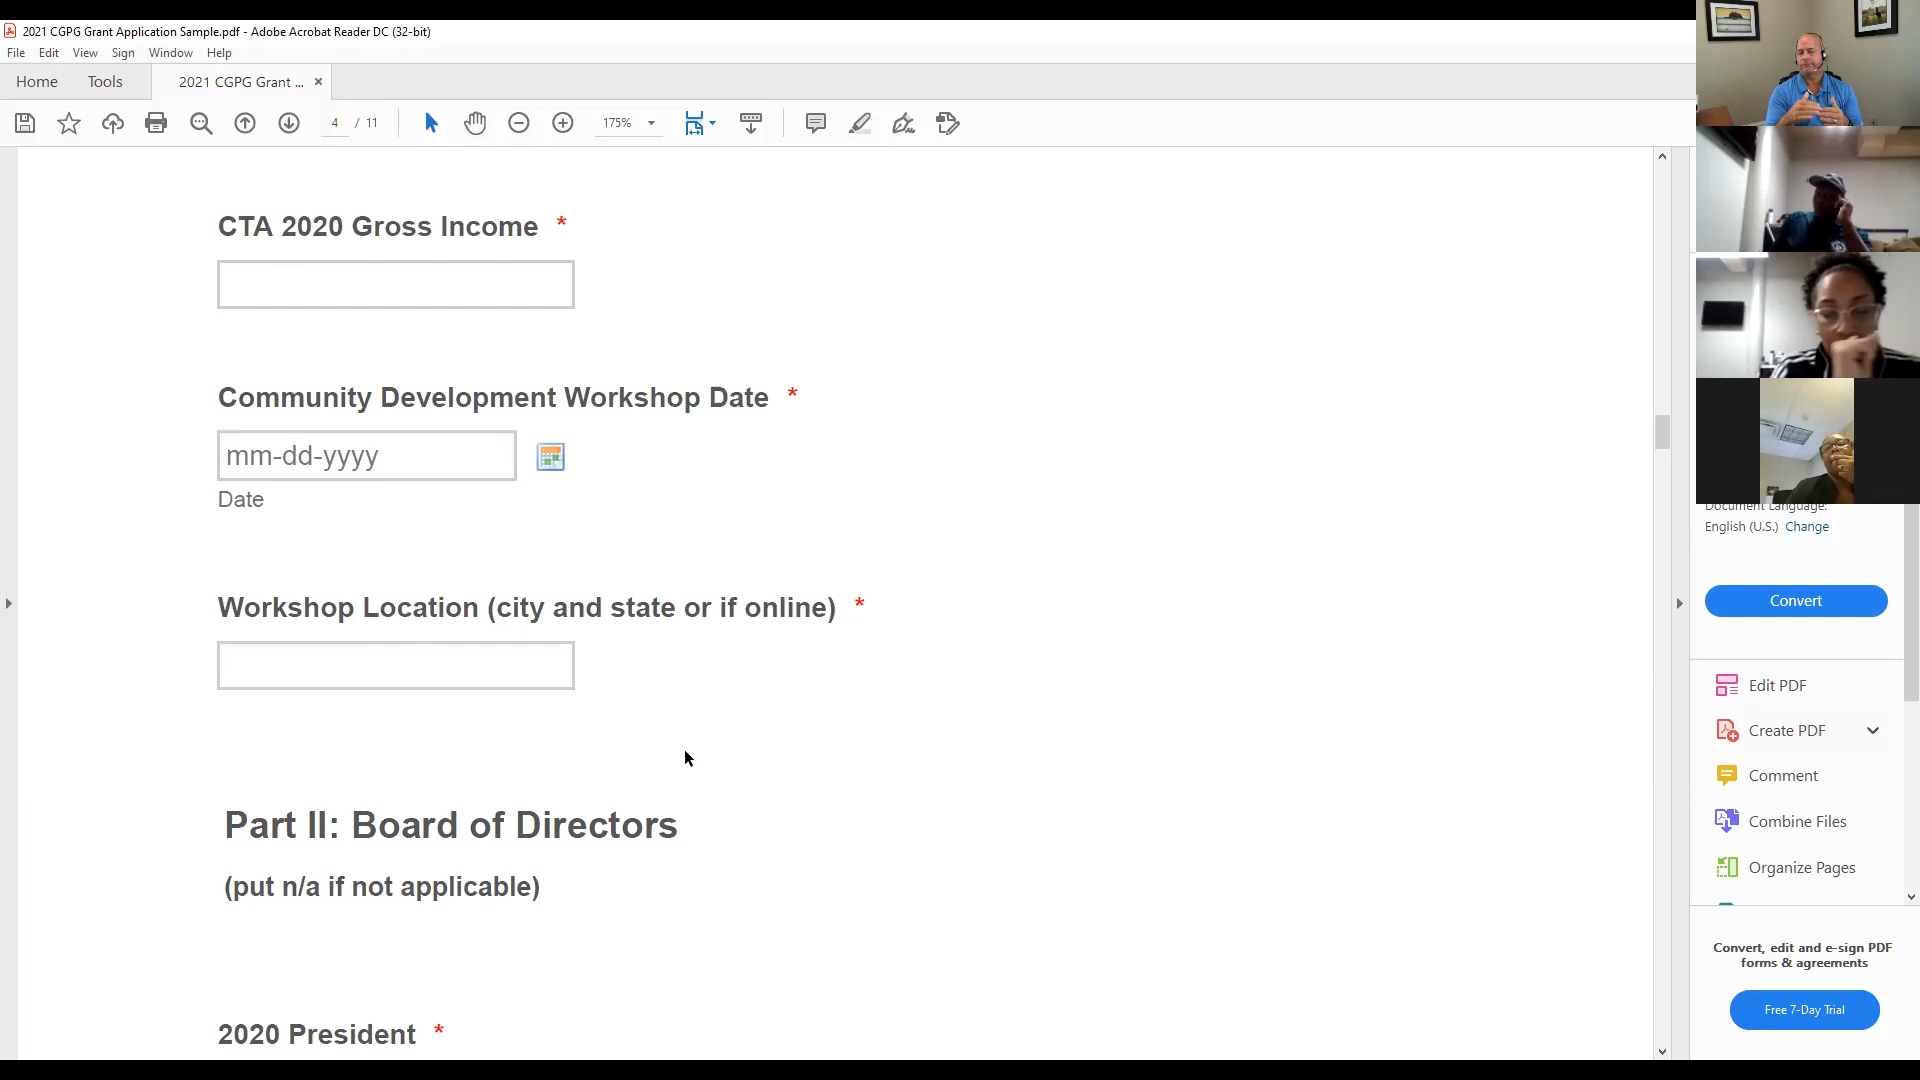 2021 CGPG Grant Application Sample.pdf - Adobe Acrobat Reader DC (32-bit)
File Edit View Sign Window Help
Home Tools 2021 CGPG Grant ... ×
4 / 11 175%
CTA 2020 Gross Income *
Community Development Workshop Date *
mm-dd-yyyy
Date
Workshop Location (city and state or if online) *
Part II: Board of Directors
(put n/a if not applicable)
2020 President *
Document Language:
English (U.S.) Change
Convert
Edit PDF
Create PDF
Comment
Combine Files
Organize Pages
Convert, edit and e-sign PDF
forms & agreements
Free 7-Day Trial